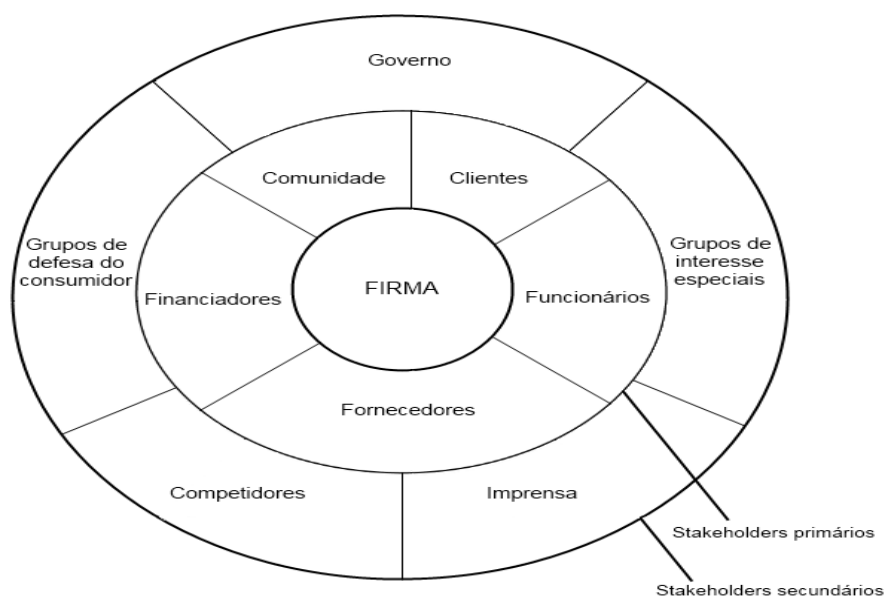 Governo
Comunidade
Clientes
Grupos de
defesa do
consumidor
Grupos de
interesse
especiais
Financiadores
FIRMA
Funcionários
Fornecedores
Competidores
Imprensa
Stakeholders primários
Stakeholders secundários